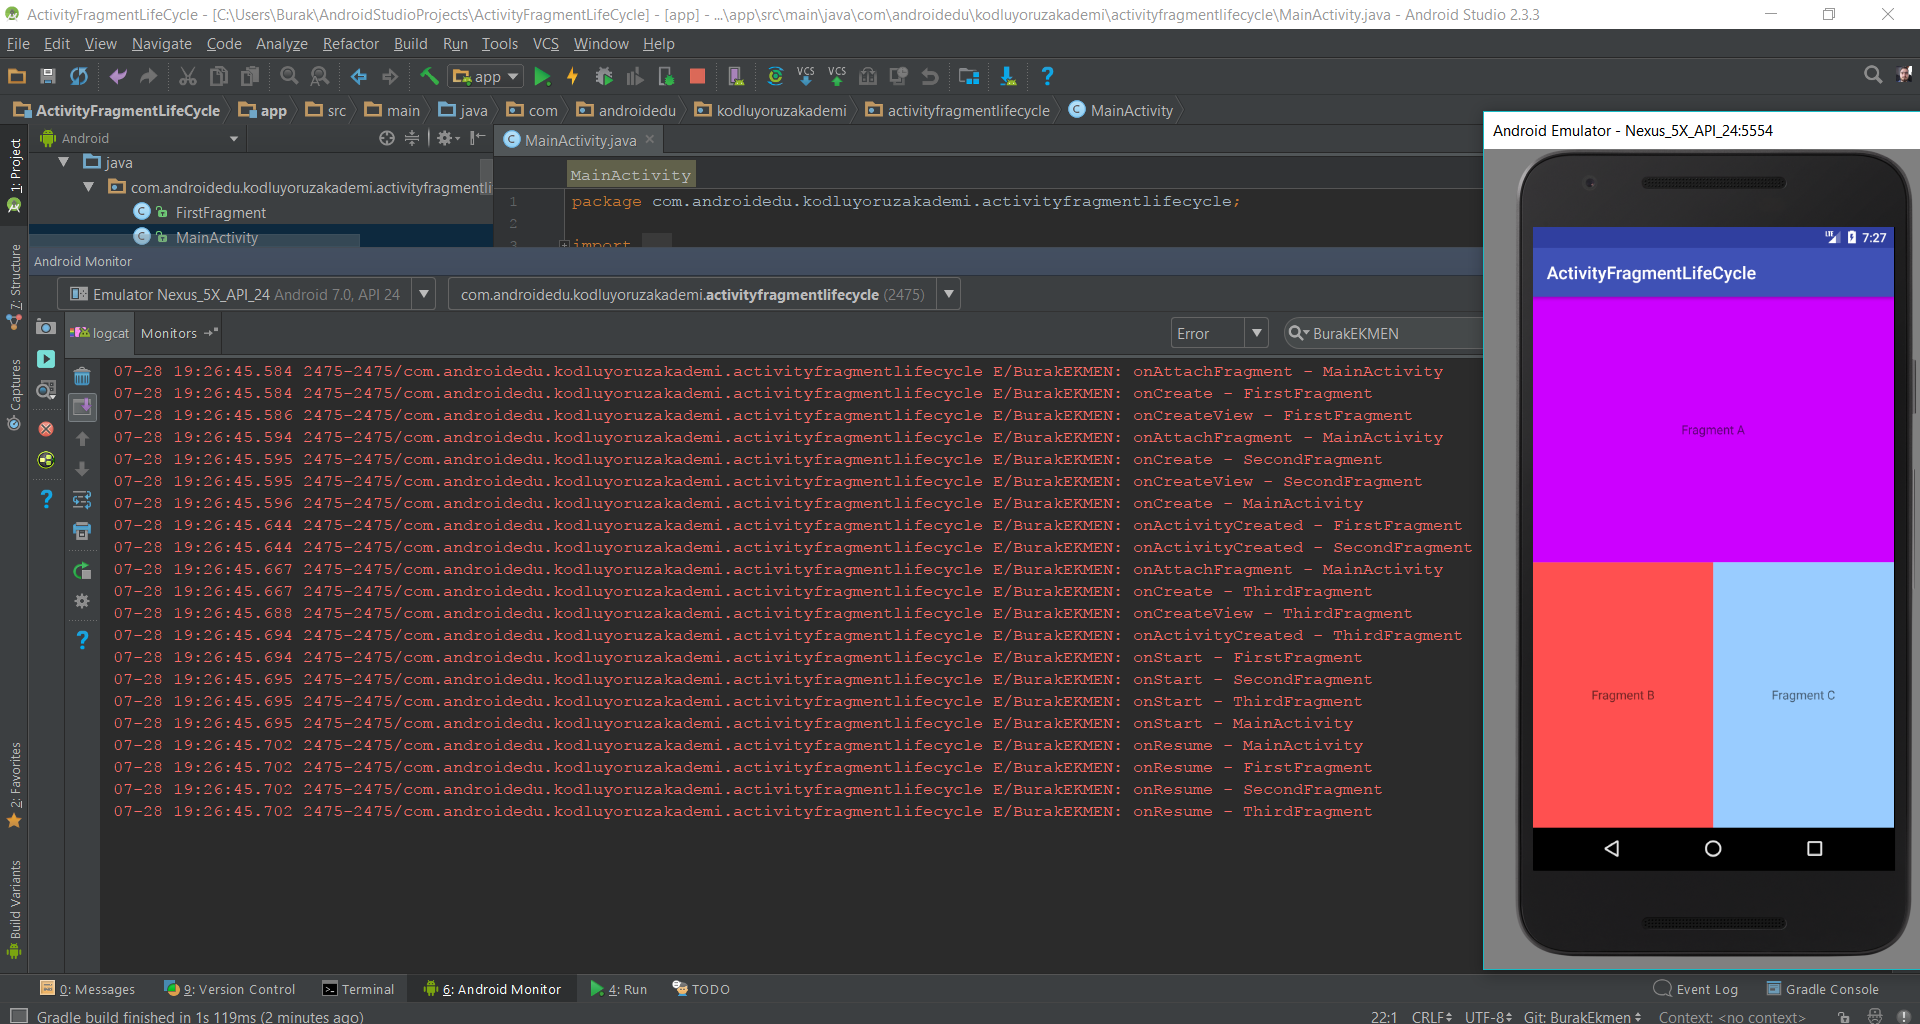 ActivityFragmentLifeCycle - [C:\Users\Burak\AndroidStudioProjects\ActivityFragmentLifeCycle] - [app] - ...\app\src\main\java\com\androidedu\kodluyoruzakademi\activityfragmentlifecycle\MainActivity.java - Android Studio 2.3.3
File Edit View Navigate Code Analyze Refactor Build Run Tools VCS Window Help
app VCS VCS ?
ActivityFragmentLifeCycle app src main java com androidedu kodluyoruzakademi activityfragmentlifecycle MainActivity
Android
MainActivity.java
java
com.androidedu.kodluyoruzakademi.activityfragmentli
FirstFragment
MainActivity
MainActivity
1 package com.androidedu.kodluyoruzakademi.activityfragmentlifecycle;
2
3 import
1: Project
Z: Structure
Captures
2: Favorites
Build Variants
Android Monitor
Emulator Nexus_5X_API_24 Android 7.0, API 24
com.androidedu.kodluyoruzakademi.activityfragmentlifecycle (2475)
logcat Monitors
Error
BurakEKMEN
07-28 19:26:45.584 2475-2475/com.androidedu.kodluyoruzakademi.activityfragmentlifecycle E/BurakEKMEN: onAttachFragment - MainActivity
07-28 19:26:45.584 2475-2475/com.androidedu.kodluyoruzakademi.activityfragmentlifecycle E/BurakEKMEN: onCreate - FirstFragment
07-28 19:26:45.586 2475-2475/com.androidedu.kodluyoruzakademi.activityfragmentlifecycle E/BurakEKMEN: onCreateView - FirstFragment
07-28 19:26:45.594 2475-2475/com.androidedu.kodluyoruzakademi.activityfragmentlifecycle E/BurakEKMEN: onAttachFragment - MainActivity
07-28 19:26:45.595 2475-2475/com.androidedu.kodluyoruzakademi.activityfragmentlifecycle E/BurakEKMEN: onCreate - SecondFragment
07-28 19:26:45.595 2475-2475/com.androidedu.kodluyoruzakademi.activityfragmentlifecycle E/BurakEKMEN: onCreateView - SecondFragment
07-28 19:26:45.596 2475-2475/com.androidedu.kodluyoruzakademi.activityfragmentlifecycle E/BurakEKMEN: onCreate - MainActivity
07-28 19:26:45.644 2475-2475/com.androidedu.kodluyoruzakademi.activityfragmentlifecycle E/BurakEKMEN: onActivityCreated - FirstFragment
07-28 19:26:45.644 2475-2475/com.androidedu.kodluyoruzakademi.activityfragmentlifecycle E/BurakEKMEN: onActivityCreated - SecondFragment
07-28 19:26:45.667 2475-2475/com.androidedu.kodluyoruzakademi.activityfragmentlifecycle E/BurakEKMEN: onAttachFragment - MainActivity
07-28 19:26:45.667 2475-2475/com.androidedu.kodluyoruzakademi.activityfragmentlifecycle E/BurakEKMEN: onCreate - ThirdFragment
07-28 19:26:45.688 2475-2475/com.androidedu.kodluyoruzakademi.activityfragmentlifecycle E/BurakEKMEN: onCreateView - ThirdFragment
07-28 19:26:45.694 2475-2475/com.androidedu.kodluyoruzakademi.activityfragmentlifecycle E/BurakEKMEN: onActivityCreated - ThirdFragment
07-28 19:26:45.694 2475-2475/com.androidedu.kodluyoruzakademi.activityfragmentlifecycle E/BurakEKMEN: onStart - FirstFragment
07-28 19:26:45.695 2475-2475/com.androidedu.kodluyoruzakademi.activityfragmentlifecycle E/BurakEKMEN: onStart - SecondFragment
07-28 19:26:45.695 2475-2475/com.androidedu.kodluyoruzakademi.activityfragmentlifecycle E/BurakEKMEN: onStart - ThirdFragment
07-28 19:26:45.695 2475-2475/com.androidedu.kodluyoruzakademi.activityfragmentlifecycle E/BurakEKMEN: onStart - MainActivity
07-28 19:26:45.702 2475-2475/com.androidedu.kodluyoruzakademi.activityfragmentlifecycle E/BurakEKMEN: onResume - MainActivity
07-28 19:26:45.702 2475-2475/com.androidedu.kodluyoruzakademi.activityfragmentlifecycle E/BurakEKMEN: onResume - FirstFragment
07-28 19:26:45.702 2475-2475/com.androidedu.kodluyoruzakademi.activityfragmentlifecycle E/BurakEKMEN: onResume - SecondFragment
07-28 19:26:45.702 2475-2475/com.androidedu.kodluyoruzakademi.activityfragmentlifecycle E/BurakEKMEN: onResume - ThirdFragment
Android Emulator - Nexus_5X_API_24:5554
LTE 7:27
ActivityFragmentLifeCycle
Fragment A
Fragment B
Fragment C
0: Messages 9: Version Control Terminal 6: Android Monitor 4: Run TODO Event Log Gradle Console
Gradle build finished in 1s 119ms (2 minutes ago) 22:1 CRLF UTF-8 Git: BurakEkmen Context: <no context>